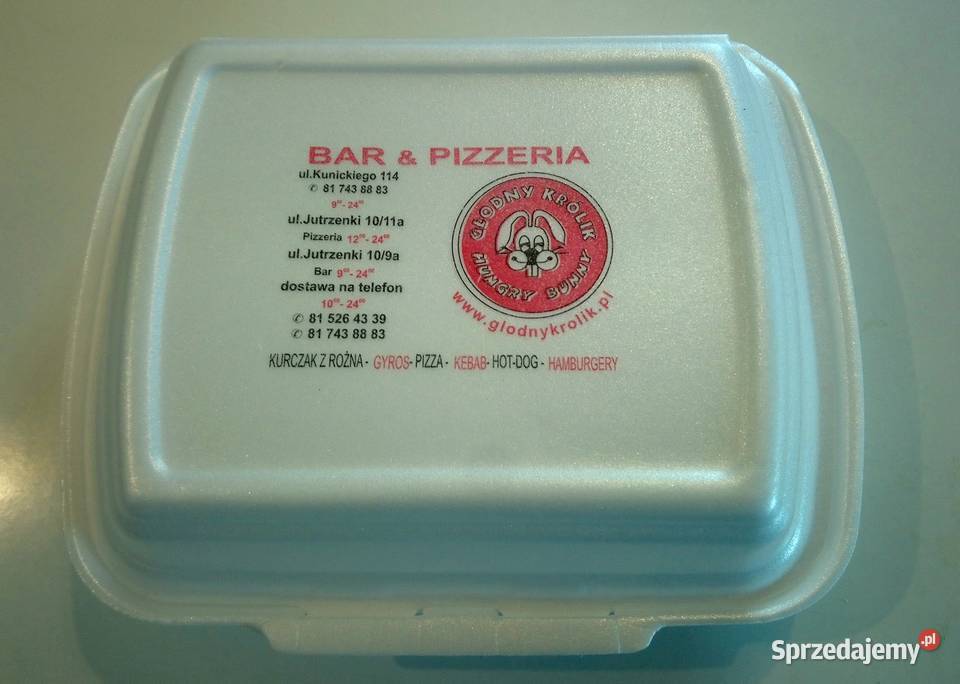 BAR & PIZZERIA
ul.Kunickiego 114
✆ 81 743 88 83
9⁰⁰- 24⁰⁰
ul.Jutrzenki 10/11a
Pizzeria 12⁰⁰- 24⁰⁰
ul.Jutrzenki 10/9a
Bar 9⁰⁰- 24⁰⁰
dostawa na telefon
10⁰⁰- 24⁰⁰
✆ 81 526 43 39
✆ 81 743 88 83
GŁODNY KRÓLIK
HUNGRY BUNNY
www.glodnykrolik.pl
KURCZAK Z ROŻNA - GYROS- PIZZA - KEBAB- HOT-DOG - HAMBURGERY
Sprzedajemy.pl